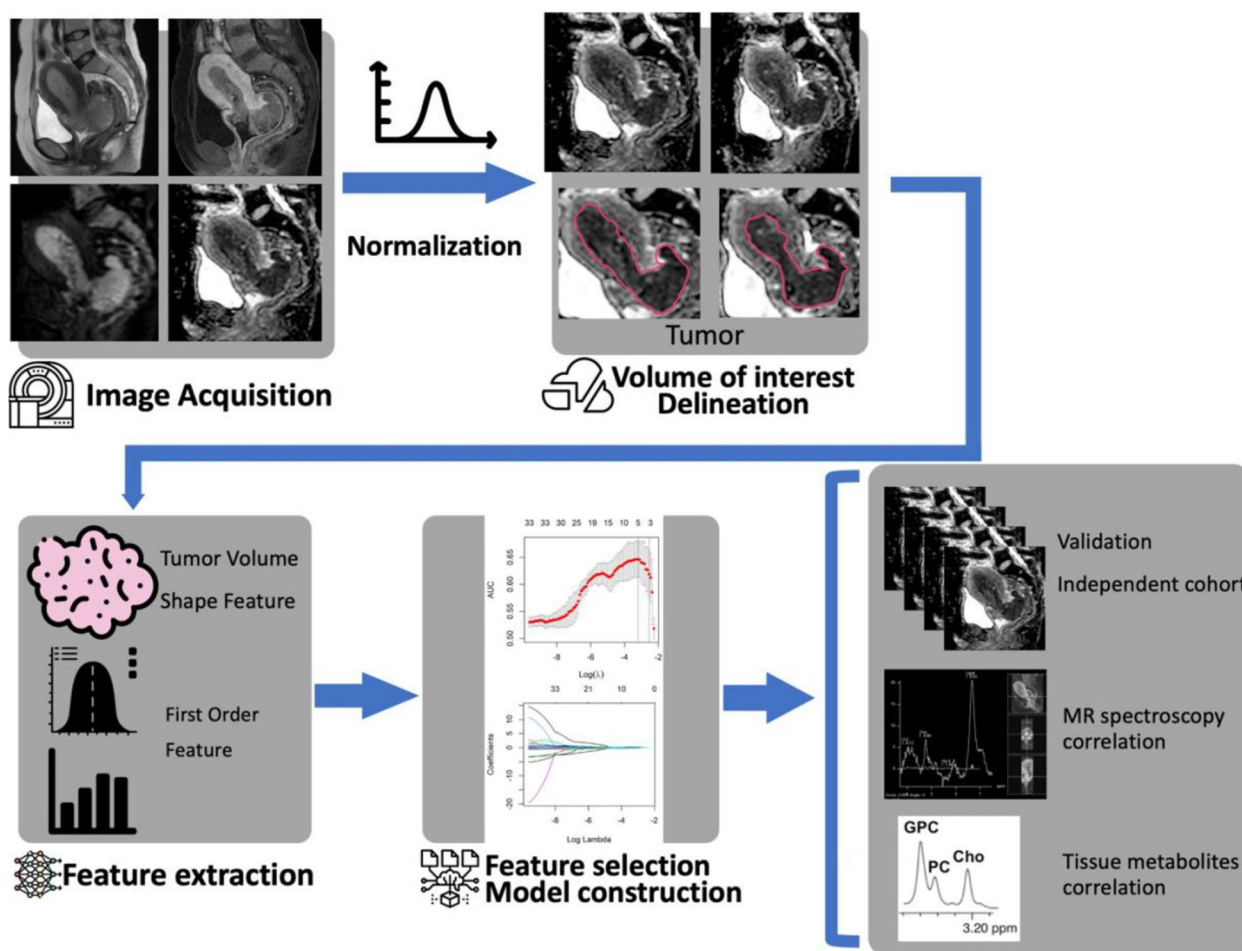 Normalization
Tumor
Image Acquisition
Volume of interest
Delineation
Tumor Volume
Shape Feature
First Order
Feature
Feature extraction
33 33 30 25 19 15 10 5 3
AUC
0.65
0.60
0.55
0.50
-8 -6 -4 -2
Log(λ)
33 21 10 0
Coefficients
10
5
0
-10
-20
-8 -6 -4 -2
Log Lambda
Feature selection
Model construction
Validation
Independent cohort
MR spectroscopy
correlation
GPC
PC
Cho
3.20 ppm
Tissue metabolites
correlation